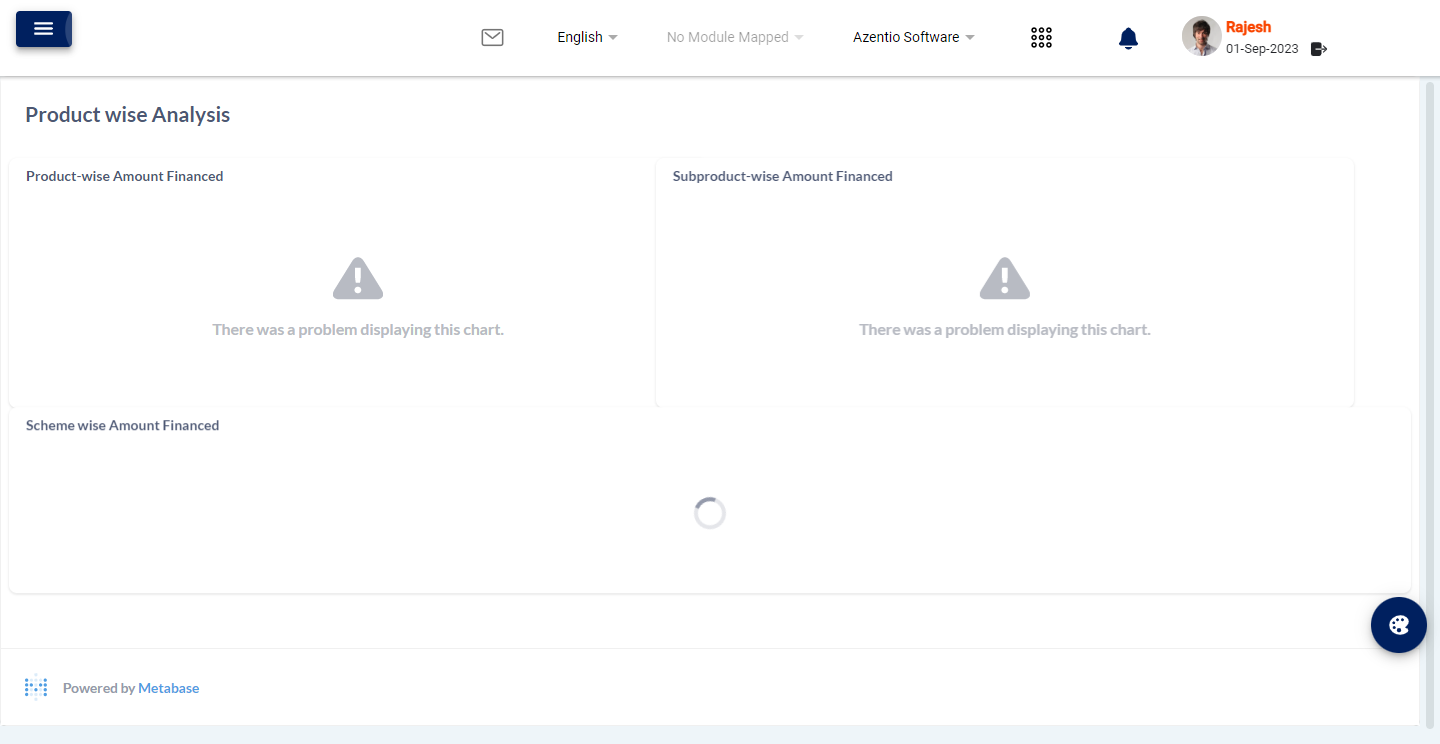 English
No Module Mapped
Azentio Software
Rajesh
01-Sep-2023
Product wise Analysis
Product-wise Amount Financed
Subproduct-wise Amount Financed
There was a problem displaying this chart.
There was a problem displaying this chart.
Scheme wise Amount Financed
Powered by Metabase